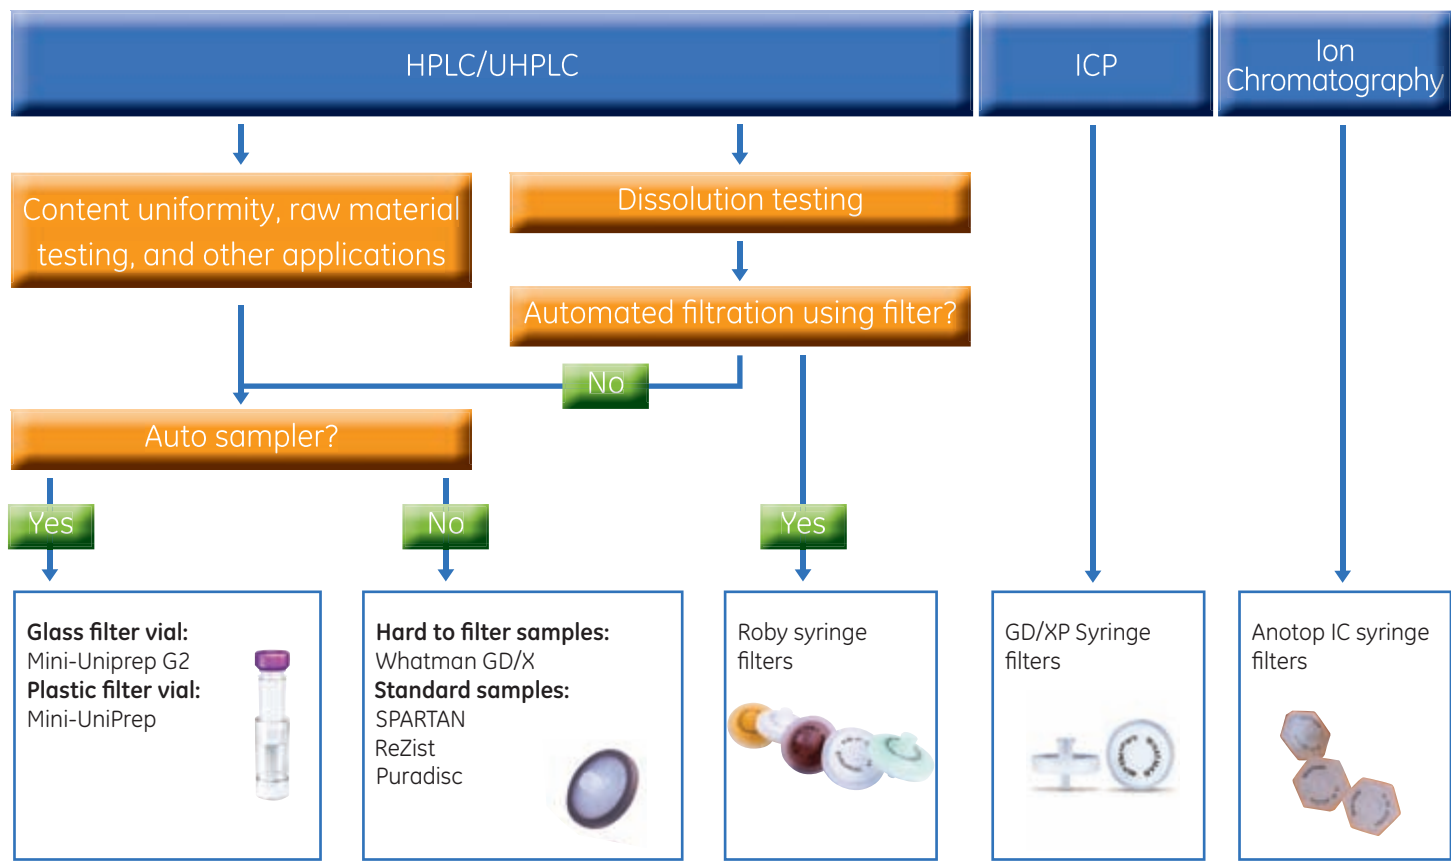 HPLC/UHPLC
ICP
Ion
Chromatography
Content uniformity, raw material
testing, and other applications
Dissolution testing
Automated filtration using filter?
No
Auto sampler?
Yes
No
Yes
Glass filter vial:
Mini-Uniprep G2
Plastic filter vial:
Mini-UniPrep
Hard to filter samples:
Whatman GD/X
Standard samples:
SPARTAN
ReZist
Puradisc
Roby syringe
filters
GD/XP Syringe
filters
Anotop IC syringe
filters